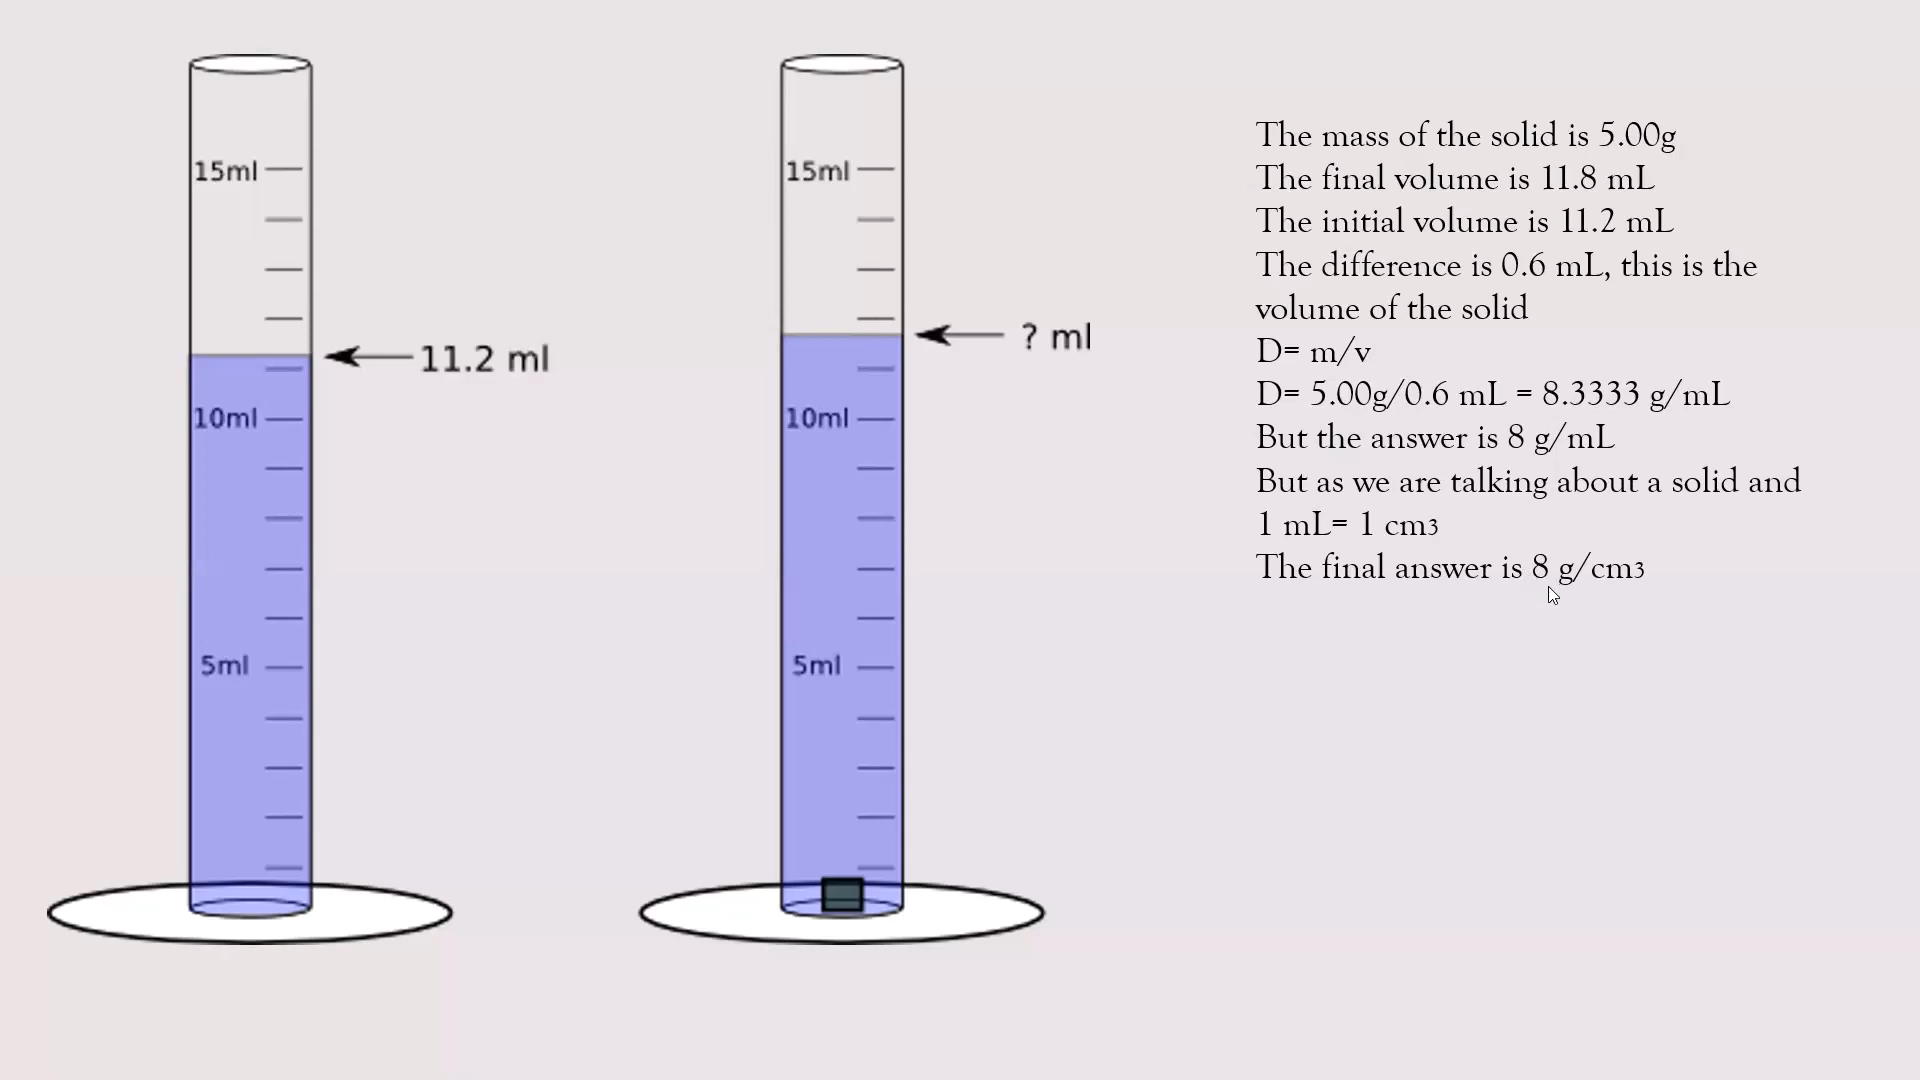 15ml
11.2 ml
10ml
5ml
15ml
? ml
10ml
5ml
The mass of the solid is 5.00g
The final volume is 11.8 mL
The initial volume is 11.2 mL
The difference is 0.6 mL, this is the
volume of the solid
D= m/v
D= 5.00g/0.6 mL = 8.3333 g/mL
But the answer is 8 g/mL
But as we are talking about a solid and
1 mL= 1 cm3
The final answer is 8 g/cm3